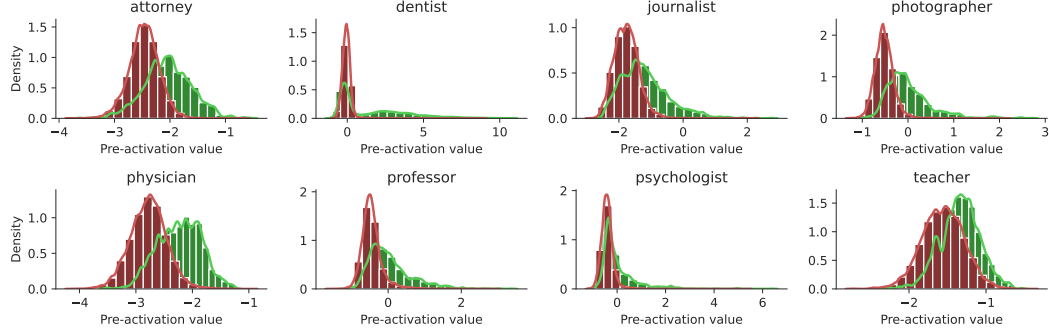 attorney
dentist
journalist
photographer
Density
1.5
1.0
0.5
0.0
−4 −3 −2 −1
Pre-activation value
1.5
1.0
0.5
0.0
0 5 10
Pre-activation value
1.0
0.5
0.0
−2 0 2
Pre-activation value
2
1
0
−1 0 1 2 3
Pre-activation value
physician
professor
psychologist
teacher
Density
1.0
0.5
0.0
−4 −3 −2 −1
Pre-activation value
2
1
0
0 2
Pre-activation value
2
1
0
0 2 4 6
Pre-activation value
1.5
1.0
0.5
0.0
−2 −1
Pre-activation value